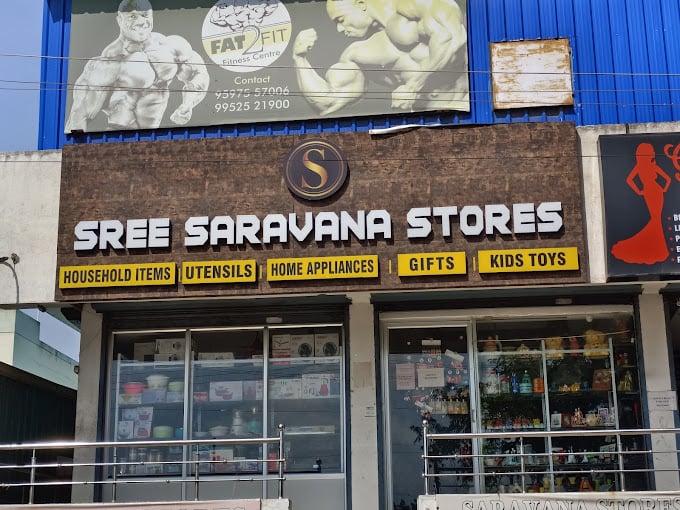 FAT2FIT
Fitness Centre
Contact
95975 57006
99525 21900
S
SREE SARAVANA STORES
HOUSEHOLD ITEMS UTENSILS HOME APPLIANCES GIFTS KIDS TOYS
SARAVANA STORES